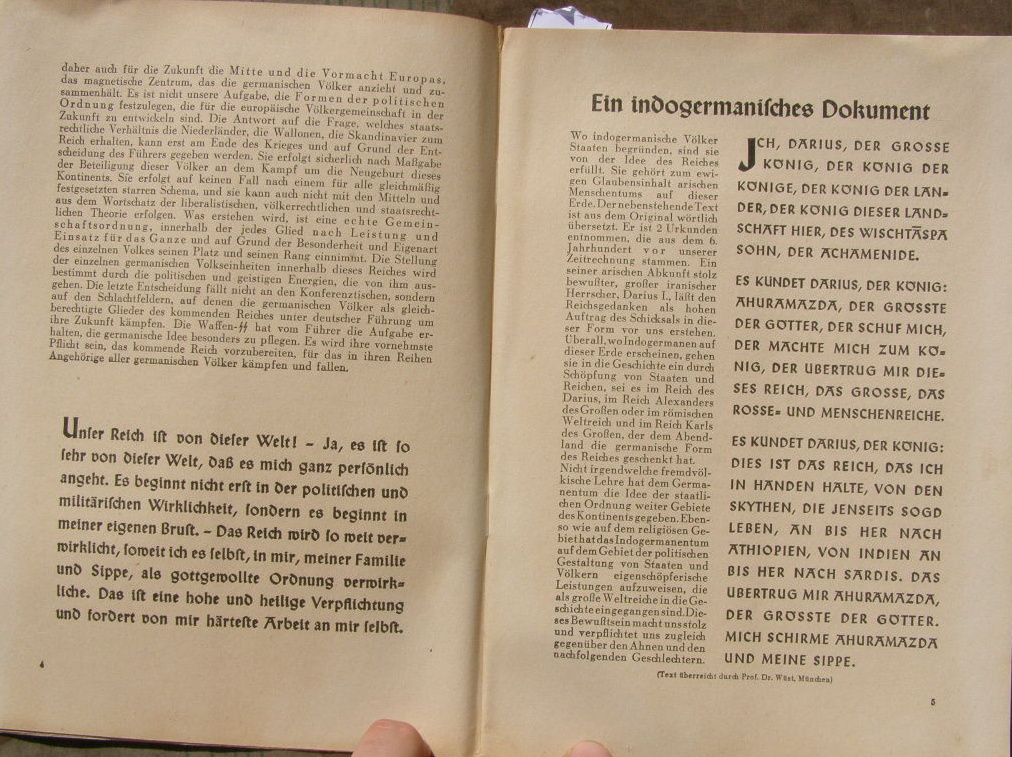 daher auch für die Zukunft die Mitte und die Vormacht Europas,
das magnetische Zentrum, das die germanischen Völker anzieht und zu-
sammenhält. Es ist nicht unsere Aufgabe, die Formen der politischen
Ordnung festzulegen, die für die europäische Völkergemeinschaft in der
Zukunft zu entwickeln sind. Die Antwort auf die Frage, welches staats-
rechtliche Verhältnis die Niederländer, die Wallonen, die Skandinavier zum
Reich erhalten, kann erst am Ende des Krieges und auf Grund der Ent-
scheidung des Führers gegeben werden. Sie erfolgt sicherlich nach Maßgabe
der Beteiligung dieser Völker an dem Kampf um die Neugeburt dieses
Kontinents. Sie erfolgt auf keinen Fall nach einem für alle gleichmäßig
festgesetzten starren Schema, und sie kann auch nicht mit den Mitteln und
aus dem Wortschatz der liberalistischen, völkerrechtlichen und staatsrecht-
lichen Theorie erfolgen. Was erstehen wird, ist eine echte Gemein-
schaftsordnung, innerhalb der jedes Glied nach Leistung und
Einsatz für das Ganze und auf Grund der Besonderheit und Eigenart
des einzelnen Volkes seinen Platz und seinen Rang einnimmt. Die Stellung
der einzelnen germanischen Volkseinheiten innerhalb dieses Reiches wird
bestimmt durch die politischen und geistigen Energien, die von ihm aus-
gehen. Die letzte Entscheidung fällt nicht an den Konferenztischen, sondern
auf den Schlachtfeldern, auf denen die germanischen Völker als gleich-
berechtigte Glieder des kommenden Reiches unter deutscher Führung um
ihre Zukunft kämpfen. Die Waffen-ᛋᛋ hat vom Führer die Aufgabe er-
halten, die germanische Idee besonders zu pflegen. Es wird ihre vornehmste
Pflicht sein, das kommende Reich vorzubereiten, für das in ihren Reihen
Angehörige aller germanischen Völker kämpfen und fallen.
Unſer Reich iſt von dieſer Welt! – Ja, es iſt ſo
ſehr von dieſer Welt, daß es mich ganz perſönlich
angeht. Es beginnt nicht erſt in der politiſchen und
militäriſchen Wirklichkeit, ſondern es beginnt in
meiner eigenen Bruſt. – Das Reich wird ſo weit ver-
wirklicht, ſoweit ich es ſelbſt, in mir, meiner Familie
und Sippe, als gottgewollte Ordnung verwirk-
liche. Das iſt eine hohe und heilige Verpflichtung
und fordert von mir härteſte Arbeit an mir ſelbſt.
4
Ein indogermaniſches Dokument
Wo indogermanische Völker
Staaten begründen, sind sie
von der Idee des Reiches
erfüllt. Sie gehört zum ewi-
gen Glaubensinhalt arischen
Menschentums auf dieser
Erde. Der nebenstehende Text
ist aus dem Original wörtlich
übersetzt. Er ist 2 Urkunden
entnommen, die aus dem 6.
Jahrhundert vor unserer
Zeitrechnung stammen. Ein
seiner arischen Abkunft stolz
bewußter, großer iranischer
Herrscher, Darius I., läßt den
Reichsgedanken als hohen
Auftrag des Schicksals in die-
ser Form vor uns erstehen.
Überall, wo Indogermanen auf
dieser Erde erscheinen, gehen
sie in die Geschichte ein durch
Schöpfung von Staaten und
Reichen, sei es im Reich des
Darius, im Reich Alexanders
des Großen oder im römischen
Weltreich und im Reich Karls
des Großen, der dem Abend-
land die germanische Form
des Reiches geschenkt hat.
Nicht irgendwelche fremdvöl-
kische Lehre hat dem Germa-
nentum die Idee der staatli-
chen Ordnung weiter Gebiete
des Kontinents gegeben. Eben-
so wie auf dem religiösen Ge-
biet hat das Indogermanentum
auf dem Gebiet der politischen
Gestaltung von Staaten und
Völkern eigenschöpferische
Leistungen aufzuweisen, die
als große Weltreiche in die Ge-
schichte eingegangen sind. Die-
ses Bewußtsein macht uns stolz
und verpflichtet uns zugleich
gegenüber den Ahnen und den
nachfolgenden Geschlechtern.
JCH, DARIUS, DER GROSSE
KÖNIG, DER KÖNIG DER
KÖNIGE, DER KÖNIG DER LÄN-
DER, DER KÖNIG DIESER LAND-
SCHAFT HIER, DES WISCHTĀSPA
SOHN, DER ACHÄMENIDE.
ES KÜNDET DARIUS, DER KÖNIG:
AHURAMAZDA, DER GRÖSSTE
DER GÖTTER, DER SCHUF MICH,
DER MACHTE MICH ZUM KÖ-
NIG, DER ÜBERTRUG MIR DIE-
SES REICH, DAS GROSSE, DAS
ROSSE- UND MENSCHENREICHE.
ES KÜNDET DARIUS, DER KÖNIG:
DIES IST DAS REICH, DAS ICH
IN HÄNDEN HALTE, VON DEN
SKYTHEN, DIE JENSEITS SOGD
LEBEN, AN BIS HER NACH
ÄTHIOPIEN, VON INDIEN AN
BIS HER NACH SARDIS. DAS
ÜBERTRUG MIR AHURAMAZDA,
DER GRÖSSTE DER GÖTTER.
MICH SCHIRME AHURAMAZDA
UND MEINE SIPPE.
(Text überreicht durch Prof. Dr. Wüst, München)
5